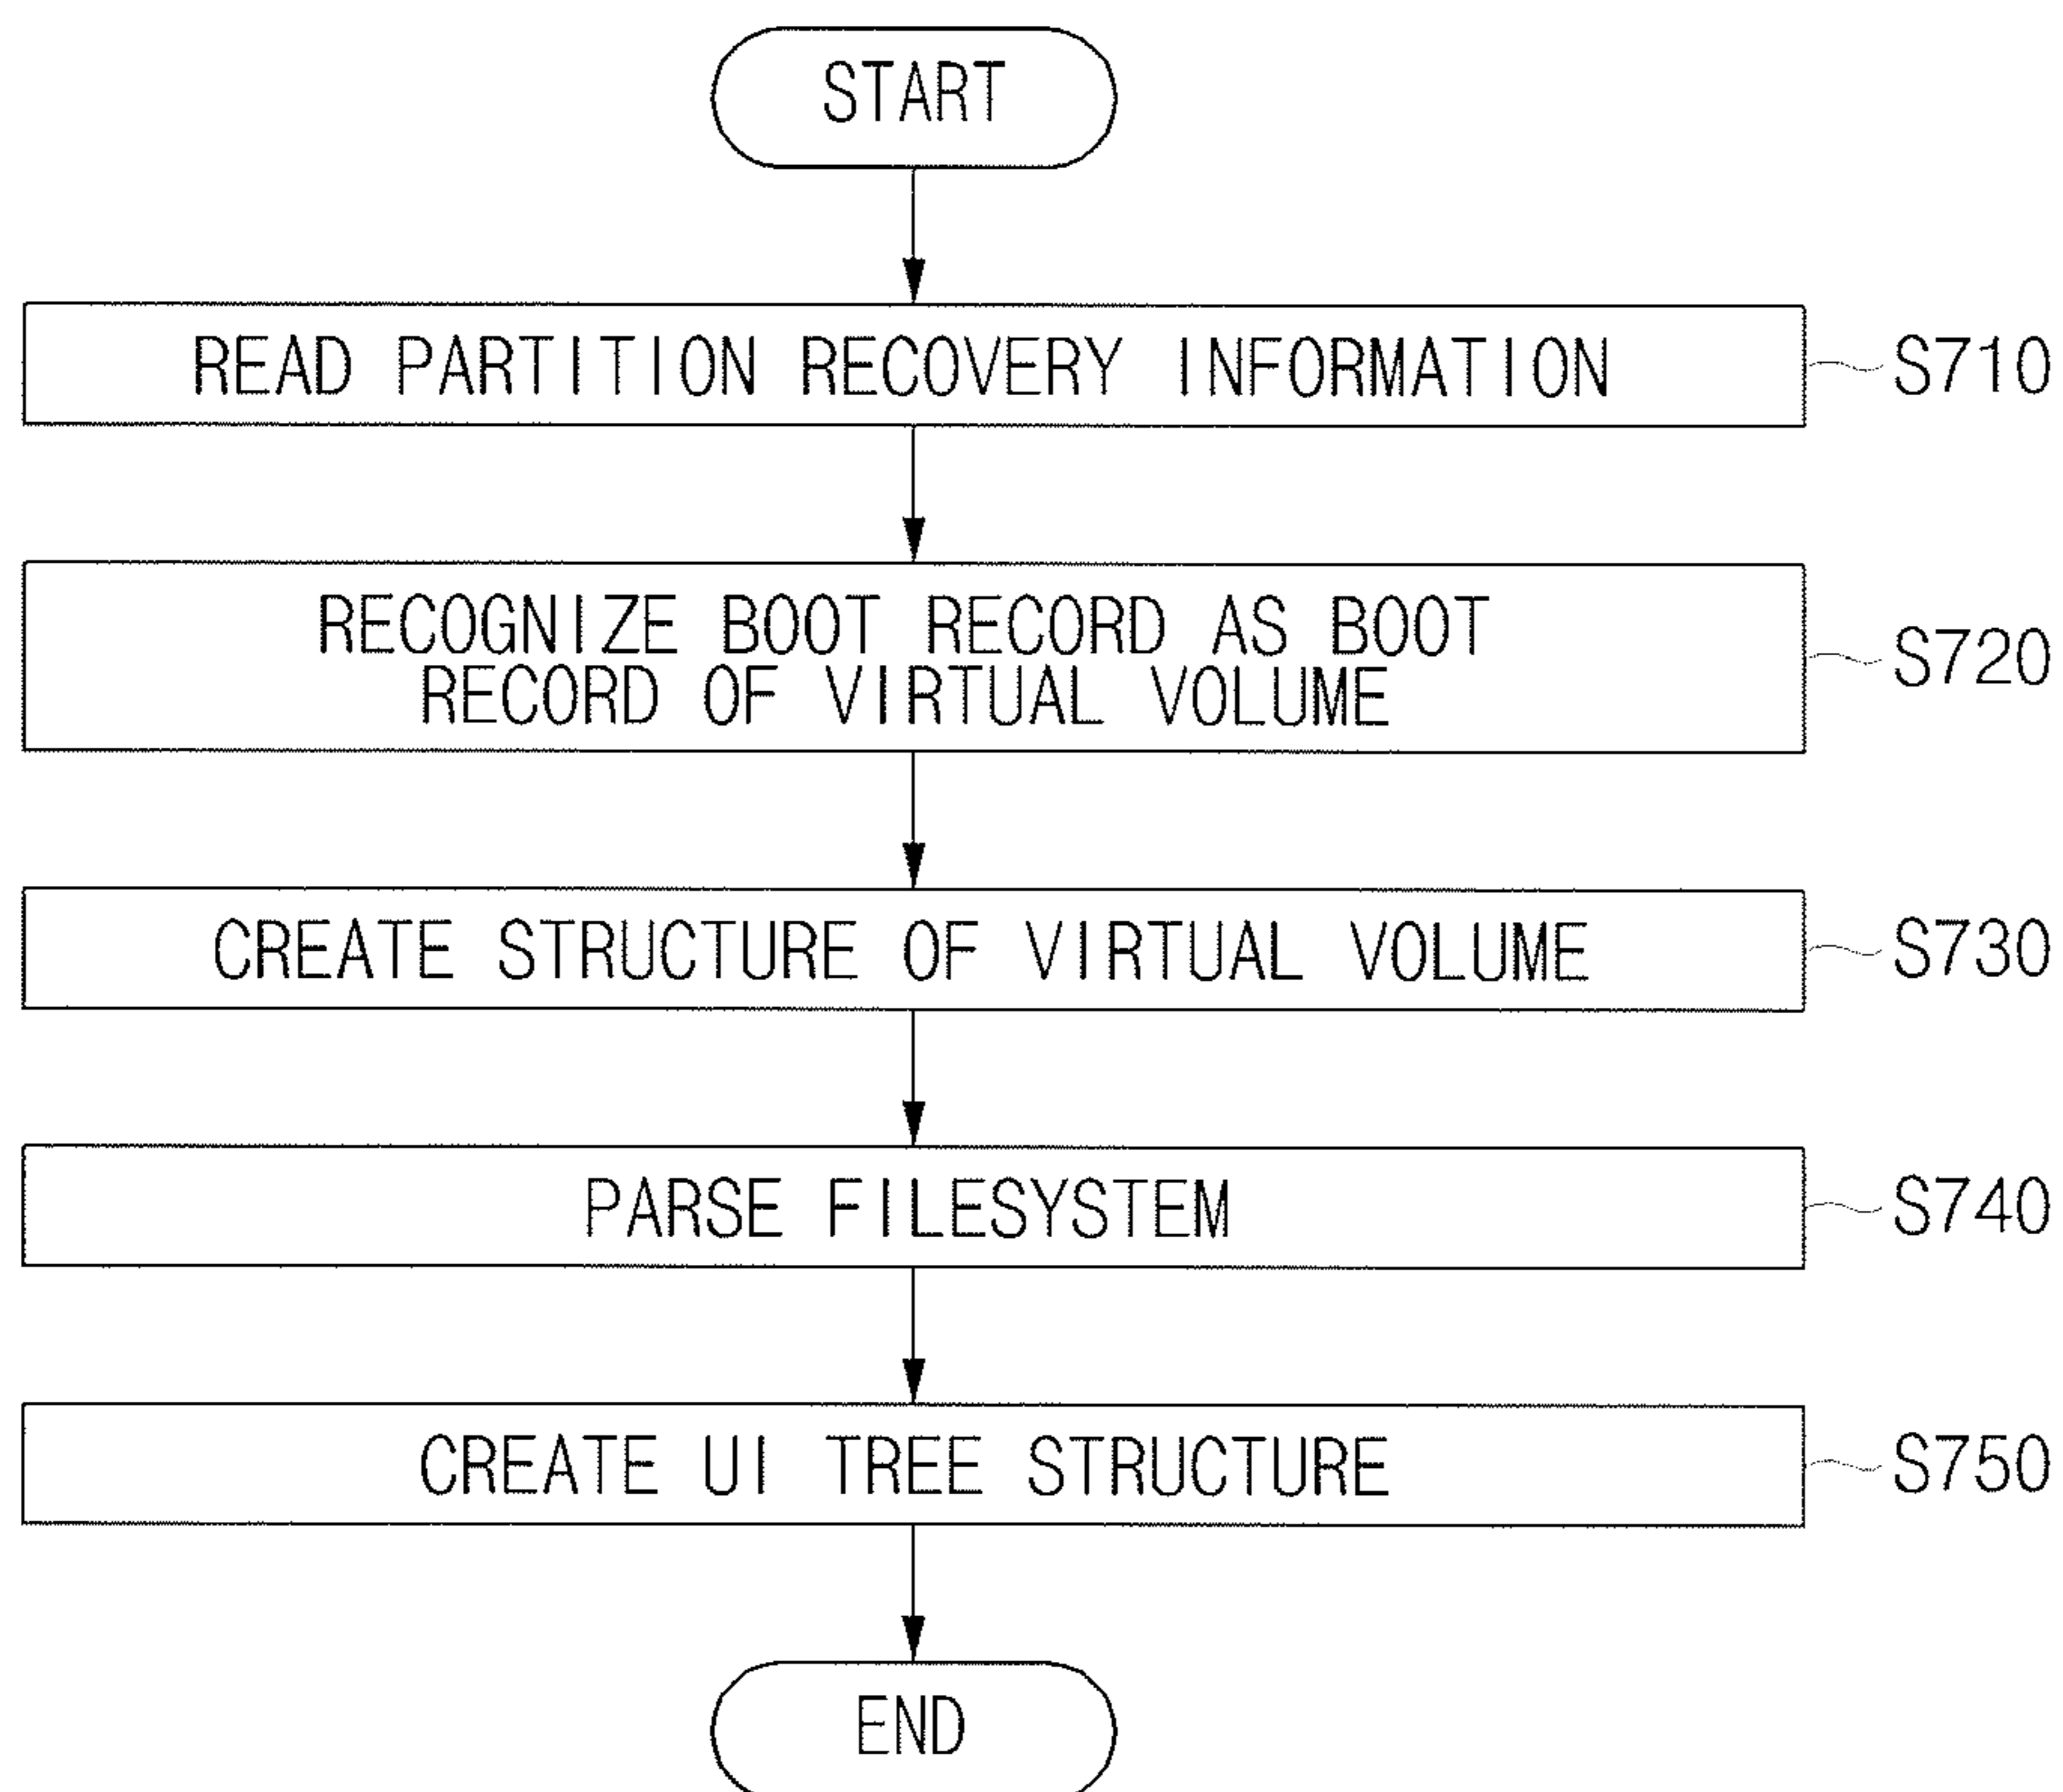 START
READ PARTITION RECOVERY INFORMATION
S710
RECOGNIZE BOOT RECORD AS BOOT
RECORD OF VIRTUAL VOLUME
S720
CREATE STRUCTURE OF VIRTUAL VOLUME
S730
PARSE FILESYSTEM
S740
CREATE UI TREE STRUCTURE
S750
END